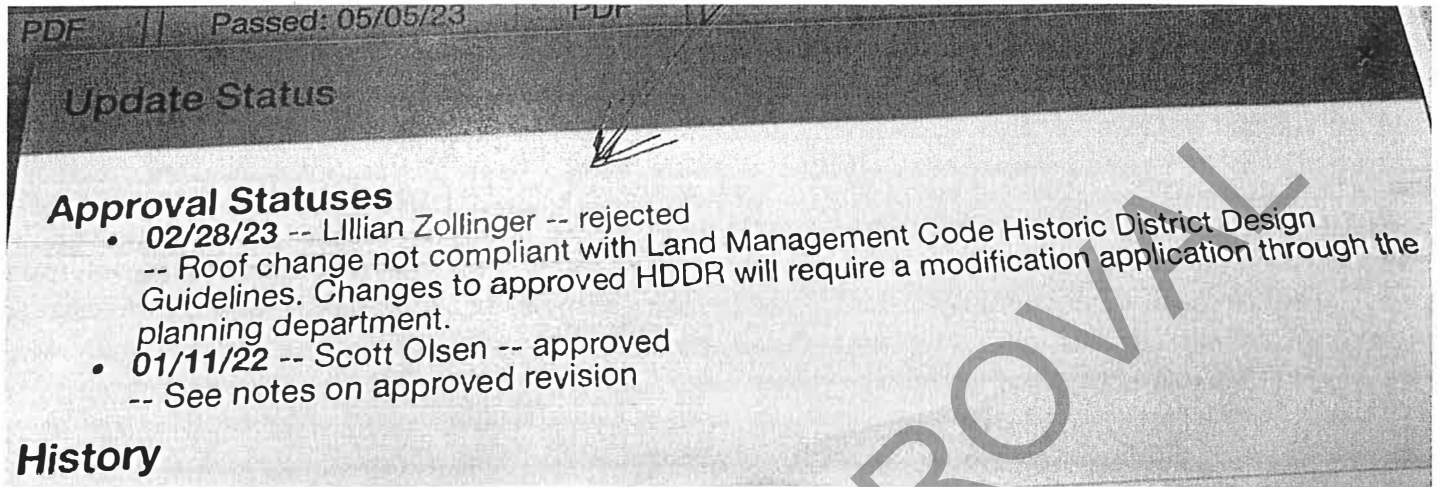 PDF Passed: 05/05/23 PDF
Update Status
Approval Statuses
• 02/28/23 -- LIllian Zollinger -- rejected
-- Roof change not compliant with Land Management Code Historic District Design
Guidelines. Changes to approved HDDR will require a modification application through the
planning department.
• 01/11/22 -- Scott Olsen -- approved
-- See notes on approved revision
History
ROVAL